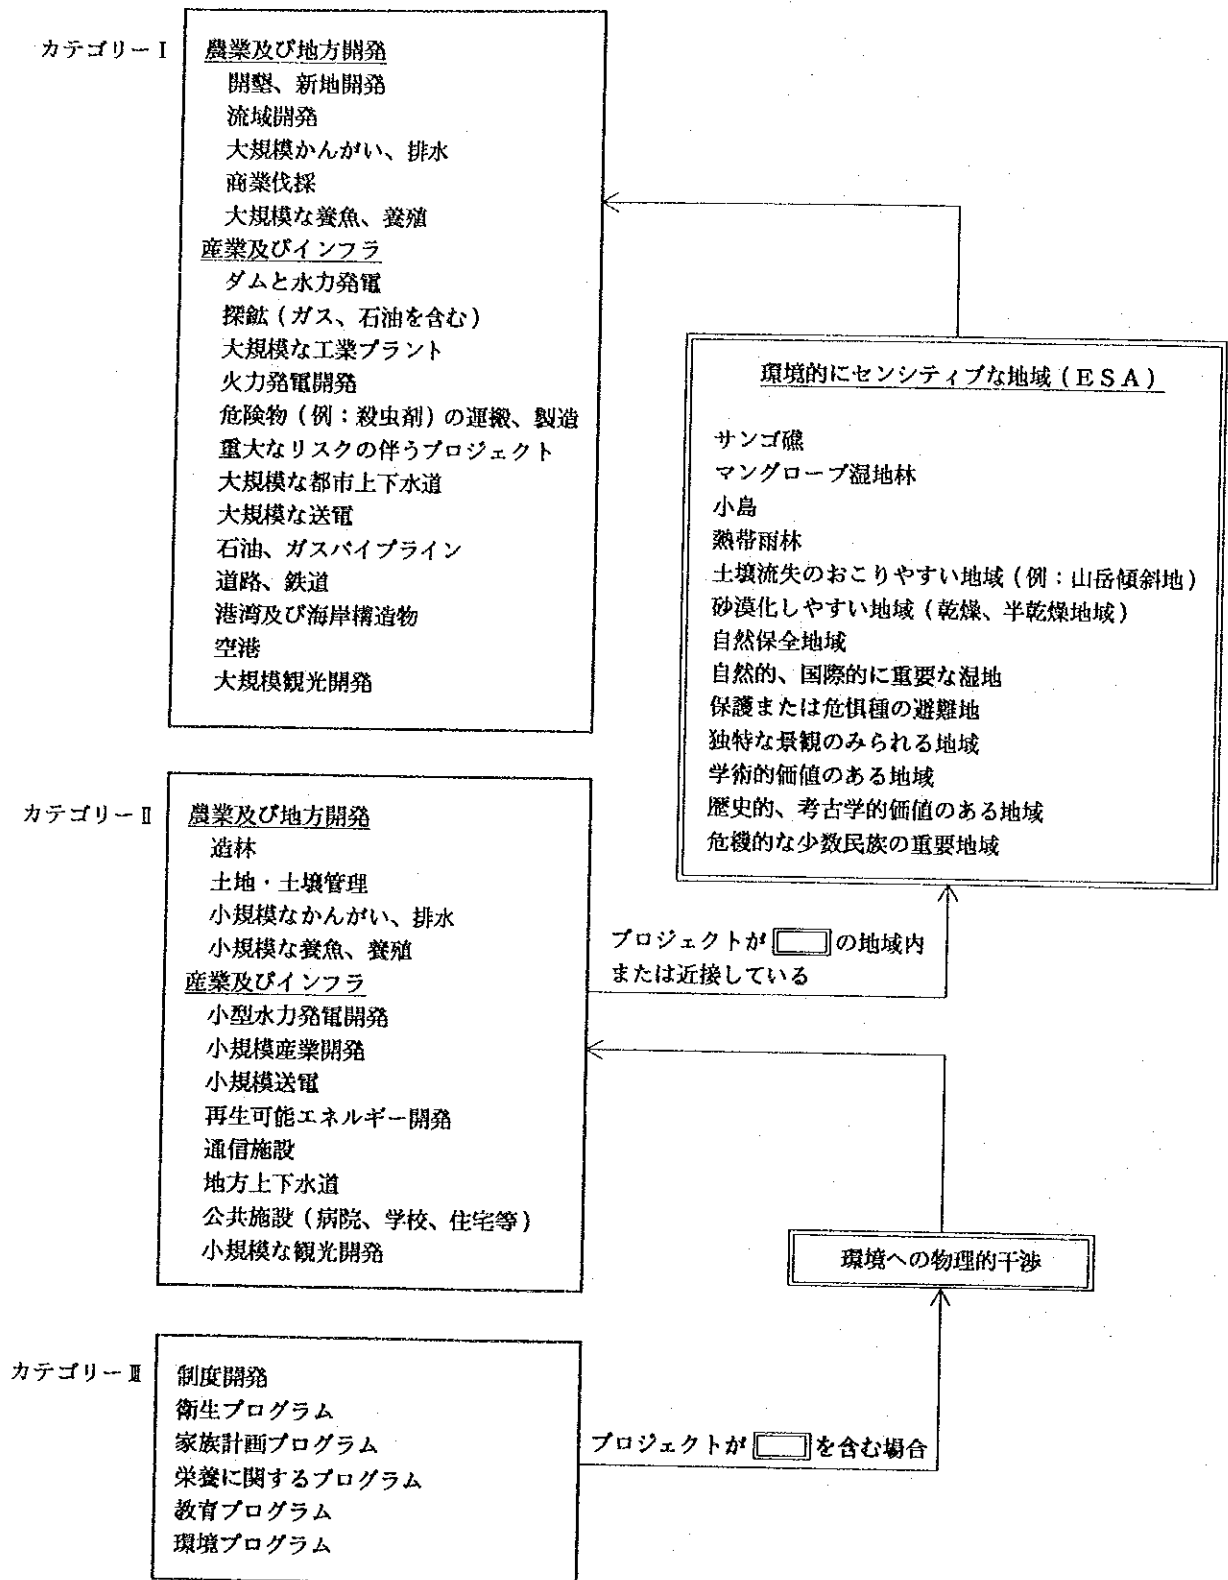 カテゴリーⅠ
農業及び地方開発
開墾、新地開発
流域開発
大規模かんがい、排水
商業伐採
大規模な養魚、養殖
産業及びインフラ
ダムと水力発電
探鉱(ガス、石油を含む)
大規模な工業プラント
火力発電開発
危険物(例:殺虫剤)の運搬、製造
重大なリスクの伴うプロジェクト
大規模な都市上下水道
大規模な送電
石油、ガスパイプライン
道路、鉄道
港湾及び海岸構造物
空港
大規模観光開発
環境的にセンシティブな地域(ESA)
サンゴ礁
マングローブ湿地林
小島
熱帯雨林
土壌流失のおこりやすい地域(例:山岳傾斜地)
砂漠化しやすい地域(乾燥、半乾燥地域)
自然保全地域
自然的、国際的に重要な湿地
保護または危惧種の避難地
独特な景観のみられる地域
学術的価値のある地域
歴史的、考古学的価値のある地域
危機的な少数民族の重要地域
カテゴリーⅡ
農業及び地方開発
造林
土地・土壌管理
小規模なかんがい、排水
小規模な養魚、養殖
産業及びインフラ
小型水力発電開発
小規模産業開発
小規模送電
再生可能エネルギー開発
通信施設
地方上下水道
公共施設(病院、学校、住宅等)
小規模な観光開発
プロジェクトが の地域内
または近接している
環境への物理的干渉
カテゴリーⅢ
制度開発
衛生プログラム
家族計画プログラム
栄養に関するプログラム
教育プログラム
環境プログラム
プロジェクトが を含む場合